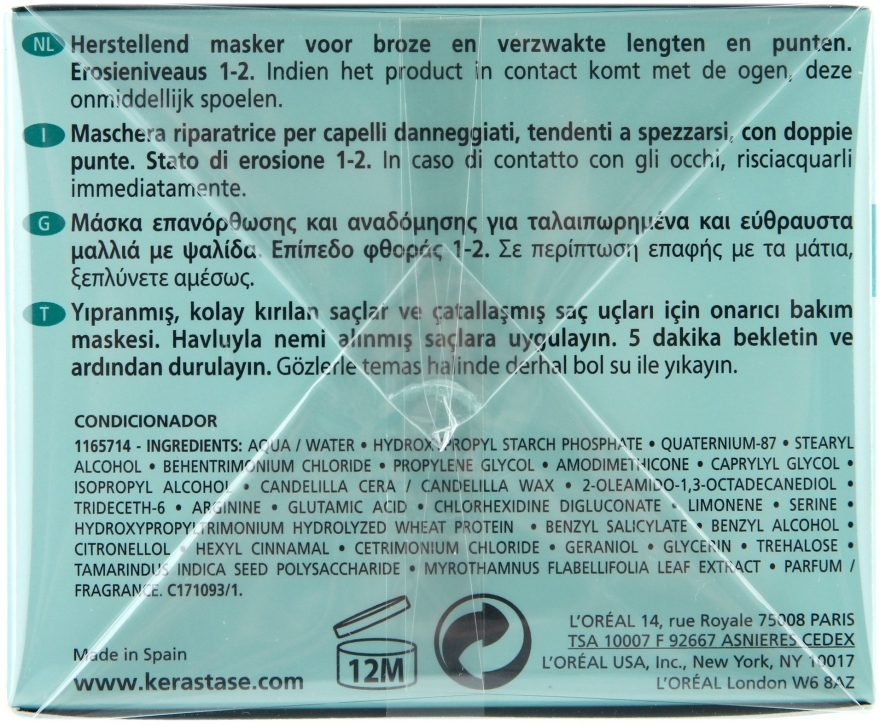 NL Herstellend masker voor broze en verzwakte lengten en punten.
Erosieniveaus 1-2. Indien het product in contact komt met de ogen, deze
onmiddellijk spoelen.
I Maschera riparatrice per capelli danneggiati, tendenti a spezzarsi, con doppie
punte. Stato di erosione 1-2. In caso di contatto con gli occhi, risciacquarli
immediatamente.
G Μάσκα επανόρθωσης και αναδόμησης για ταλαιπωρημένα και εύθραυστα
μαλλιά με ψαλίδα. Επίπεδο φθοράς 1-2. Σε περίπτωση επαφής με τα μάτια,
ξεπλύνετε αμέσως.
T Yıpranmış, kolay kırılan saçlar ve çatallaşmış saç uçları için onarıcı bakım
maskesi. Havluyla nemi alınmış saçlara uygulayın. 5 dakika bekletin ve
ardından durulayın. Gözlerle temas halinde derhal bol su ile yıkayın.
CONDICIONADOR
1165714 - INGREDIENTS: AQUA / WATER • HYDROXYPROPYL STARCH PHOSPHATE • QUATERNIUM-87 • STEARYL
ALCOHOL • BEHENTRIMONIUM CHLORIDE • PROPYLENE GLYCOL • AMODIMETHICONE • CAPRYLYL GLYCOL •
ISOPROPYL ALCOHOL • CANDELILLA CERA / CANDELILLA WAX • 2-OLEAMIDO-1,3-OCTADECANEDIOL •
TRIDECETH-6 • ARGININE • GLUTAMIC ACID • CHLORHEXIDINE DIGLUCONATE • LIMONENE • SERINE •
HYDROXYPROPYLTRIMONIUM HYDROLYZED WHEAT PROTEIN • BENZYL SALICYLATE • BENZYL ALCOHOL •
CITRONELLOL • HEXYL CINNAMAL • CETRIMONIUM CHLORIDE • GERANIOL • GLYCERIN • TREHALOSE •
TAMARINDUS INDICA SEED POLYSACCHARIDE • MYROTHAMNUS FLABELLIFOLIA LEAF EXTRACT • PARFUM /
FRAGRANCE. C171093/1.
Made in Spain
www.kerastase.com
12M
L'ORÉAL 14, rue Royale 75008 PARIS
TSA 10007 F 92667 ASNIERES CEDEX
L'ORÉAL USA, Inc., New York, NY 10017
L'ORÉAL London W6 8AZ